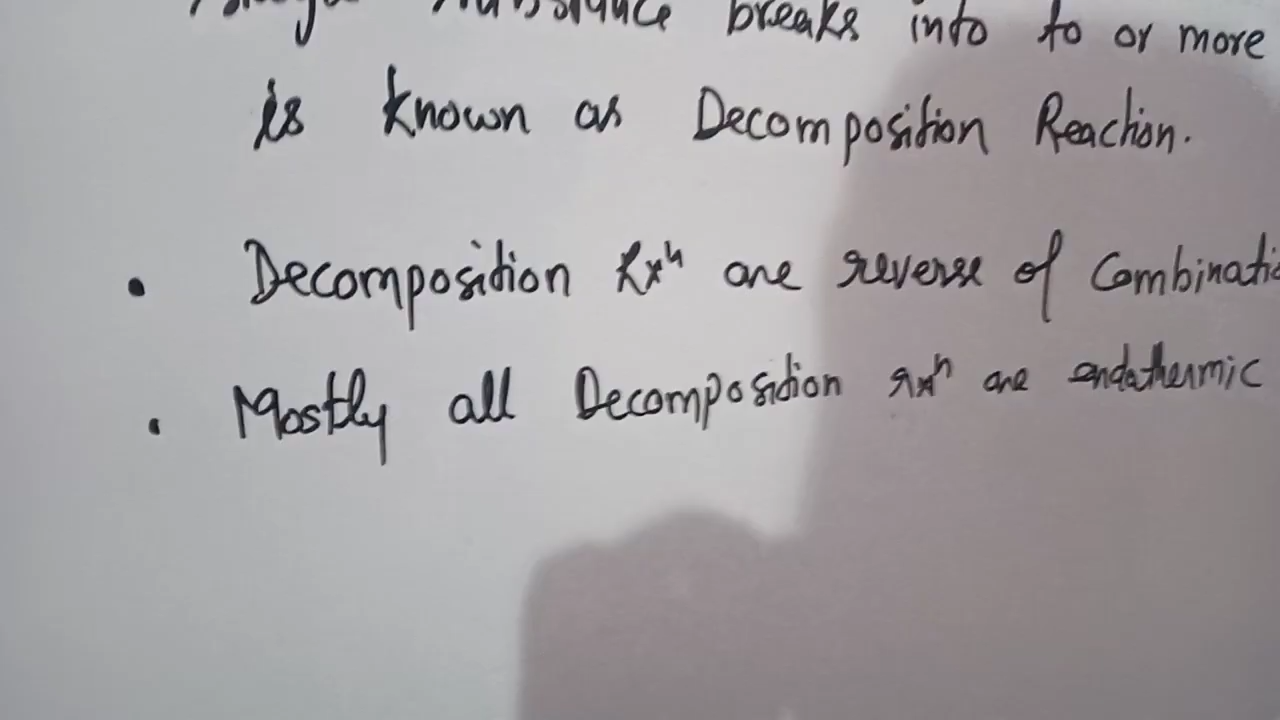 substance breaks into to or more
is known as Decomposition Reaction.
• Decomposition Rxⁿ are reverse of Combinati
• Mostly all Decomposition rxⁿ are endothermic